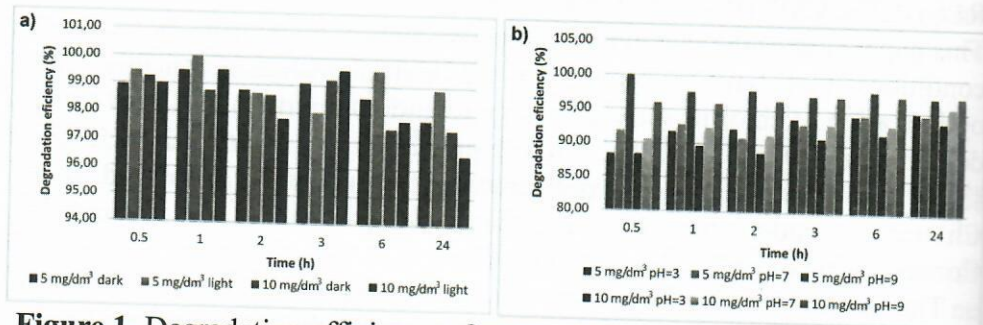 a)
101,00
100,00
99,00
98,00
97,00
96,00
95,00
94,00
Degradation eficiency (%)
0.5 1 2 3 6 24
Time (h)
5 mg/dm³ dark 5 mg/dm³ light 10 mg/dm³ dark 10 mg/dm³ light
b)
105,00
100,00
95,00
90,00
85,00
80,00
Degradation eficiency (%)
0.5 1 2 3 6 24
Time (h)
5 mg/dm³ pH=3 5 mg/dm³ pH=7 5 mg/dm³ pH=9
10 mg/dm³ pH=3 10 mg/dm³ pH=7 10 mg/dm³ pH=9
Figure 1. Degradation